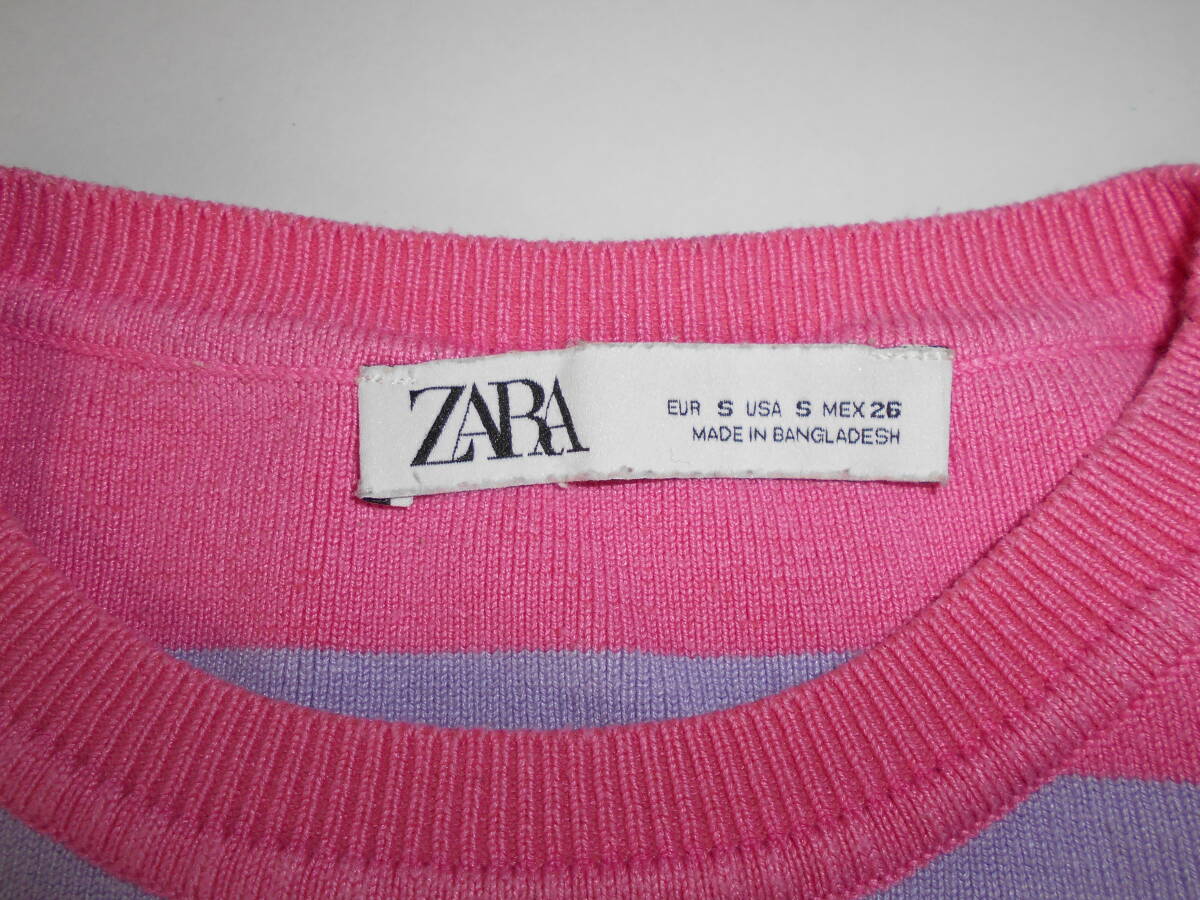 ZARA
EUR S USA S MEX 26
MADE IN BANGLADESH